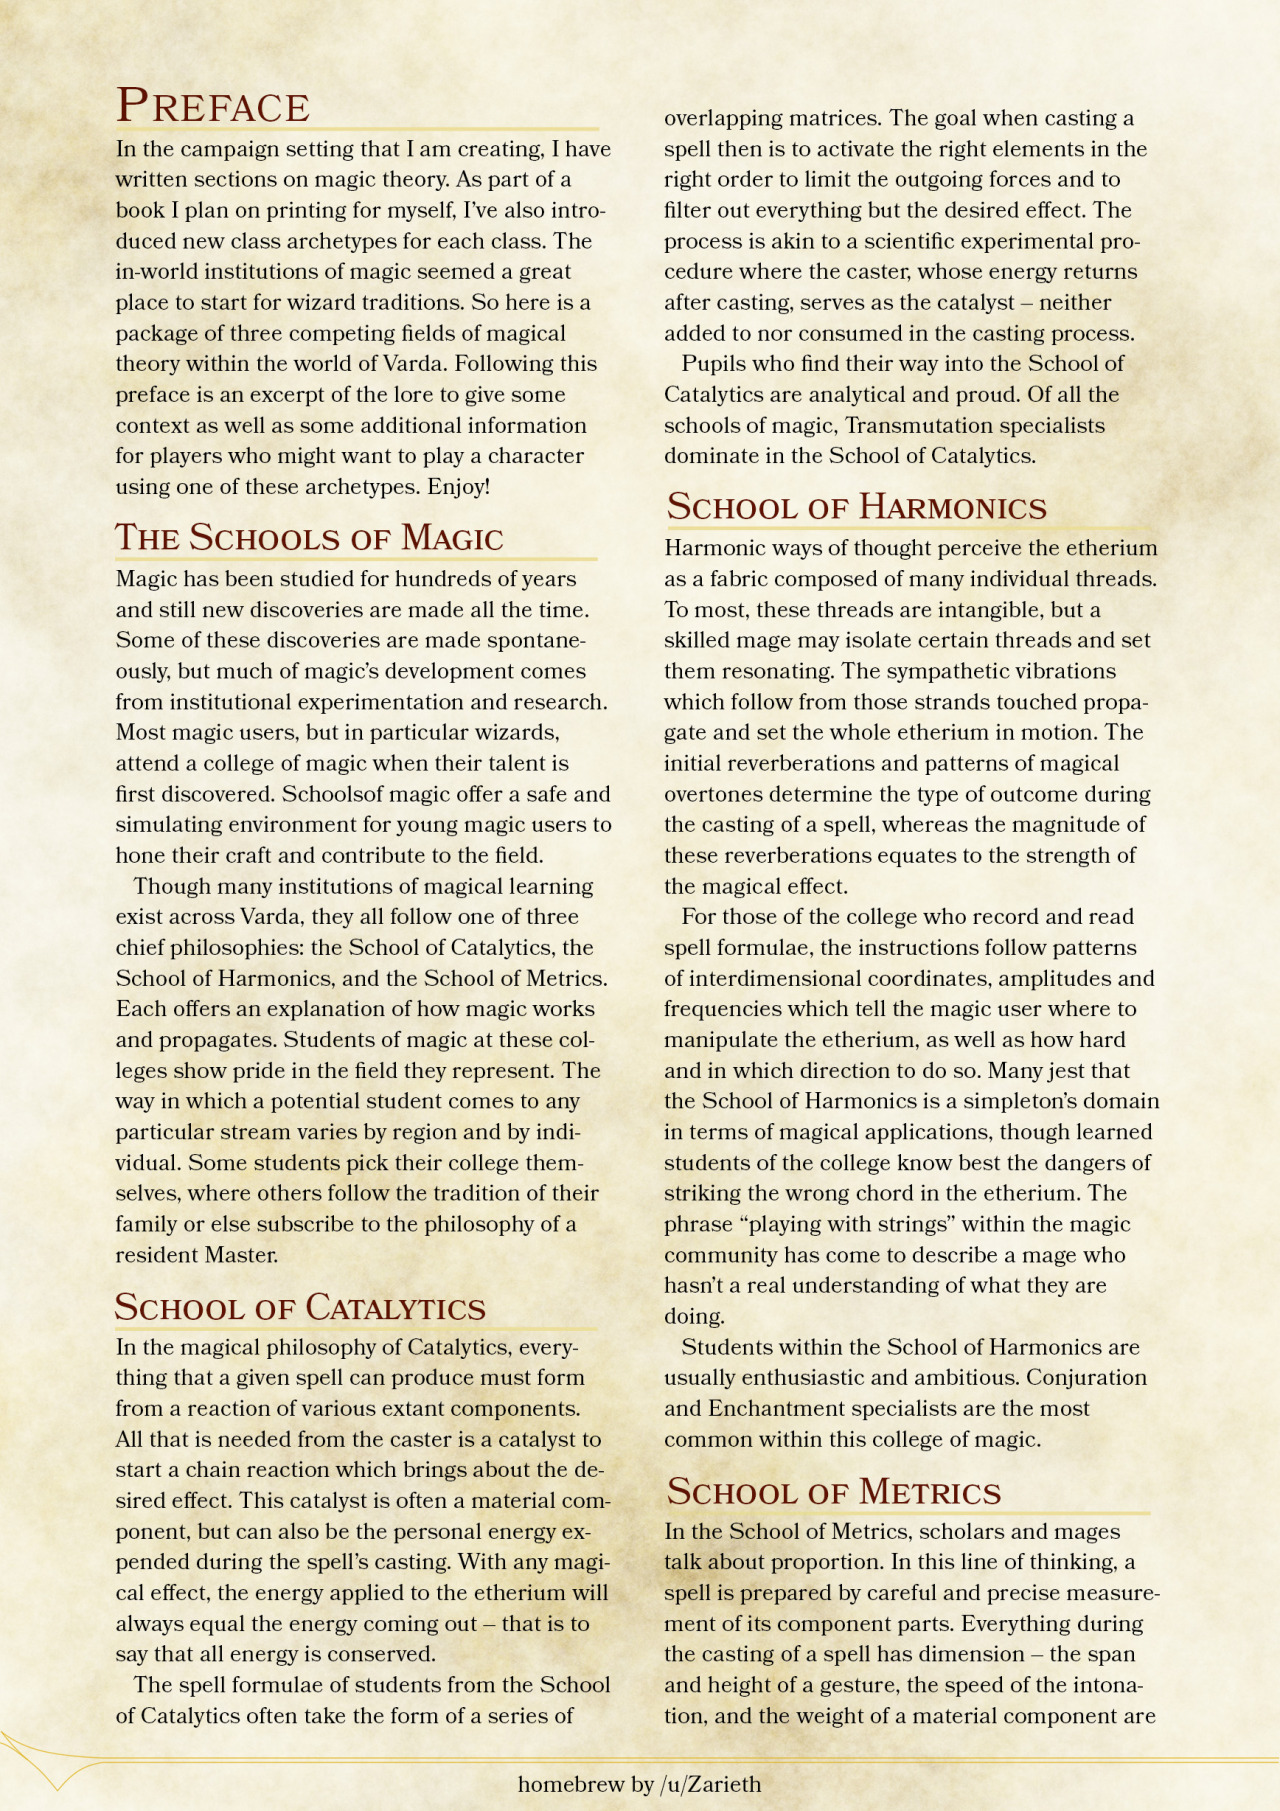 Preface
In the campaign setting that I am creating, I have
written sections on magic theory. As part of a
book I plan on printing for myself, I've also intro-
duced new class archetypes for each class. The
in-world institutions of magic seemed a great
place to start for wizard traditions. So here is a
package of three competing fields of magical
theory within the world of Varda. Following this
preface is an excerpt of the lore to give some
context as well as some additional information
for players who might want to play a character
using one of these archetypes. Enjoy!
The Schools of Magic
Magic has been studied for hundreds of years
and still new discoveries are made all the time.
Some of these discoveries are made spontane-
ously, but much of magic's development comes
from institutional experimentation and research.
Most magic users, but in particular wizards,
attend a college of magic when their talent is
first discovered. Schoolsof magic offer a safe and
simulating environment for young magic users to
hone their craft and contribute to the field.
Though many institutions of magical learning
exist across Varda, they all follow one of three
chief philosophies: the School of Catalytics, the
School of Harmonics, and the School of Metrics.
Each offers an explanation of how magic works
and propagates. Students of magic at these col-
leges show pride in the field they represent. The
way in which a potential student comes to any
particular stream varies by region and by indi-
vidual. Some students pick their college them-
selves, where others follow the tradition of their
family or else subscribe to the philosophy of a
resident Master.
School of Catalytics
In the magical philosophy of Catalytics, every-
thing that a given spell can produce must form
from a reaction of various extant components.
All that is needed from the caster is a catalyst to
start a chain reaction which brings about the de-
sired effect. This catalyst is often a material com-
ponent, but can also be the personal energy ex-
pended during the spell's casting. With any magi-
cal effect, the energy applied to the etherium will
always equal the energy coming out – that is to
say that all energy is conserved.
The spell formulae of students from the School
of Catalytics often take the form of a series of
overlapping matrices. The goal when casting a
spell then is to activate the right elements in the
right order to limit the outgoing forces and to
filter out everything but the desired effect. The
process is akin to a scientific experimental pro-
cedure where the caster, whose energy returns
after casting, serves as the catalyst – neither
added to nor consumed in the casting process.
Pupils who find their way into the School of
Catalytics are analytical and proud. Of all the
schools of magic, Transmutation specialists
dominate in the School of Catalytics.
School of Harmonics
Harmonic ways of thought perceive the etherium
as a fabric composed of many individual threads.
To most, these threads are intangible, but a
skilled mage may isolate certain threads and set
them resonating. The sympathetic vibrations
which follow from those strands touched propa-
gate and set the whole etherium in motion. The
initial reverberations and patterns of magical
overtones determine the type of outcome during
the casting of a spell, whereas the magnitude of
these reverberations equates to the strength of
the magical effect.
For those of the college who record and read
spell formulae, the instructions follow patterns
of interdimensional coordinates, amplitudes and
frequencies which tell the magic user where to
manipulate the etherium, as well as how hard
and in which direction to do so. Many jest that
the School of Harmonics is a simpleton's domain
in terms of magical applications, though learned
students of the college know best the dangers of
striking the wrong chord in the etherium. The
phrase “playing with strings” within the magic
community has come to describe a mage who
hasn't a real understanding of what they are
doing.
Students within the School of Harmonics are
usually enthusiastic and ambitious. Conjuration
and Enchantment specialists are the most
common within this college of magic.
School of Metrics
In the School of Metrics, scholars and mages
talk about proportion. In this line of thinking, a
spell is prepared by careful and precise measure-
ment of its component parts. Everything during
the casting of a spell has dimension – the span
and height of a gesture, the speed of the intona-
tion, and the weight of a material component are
homebrew by /u/Zarieth